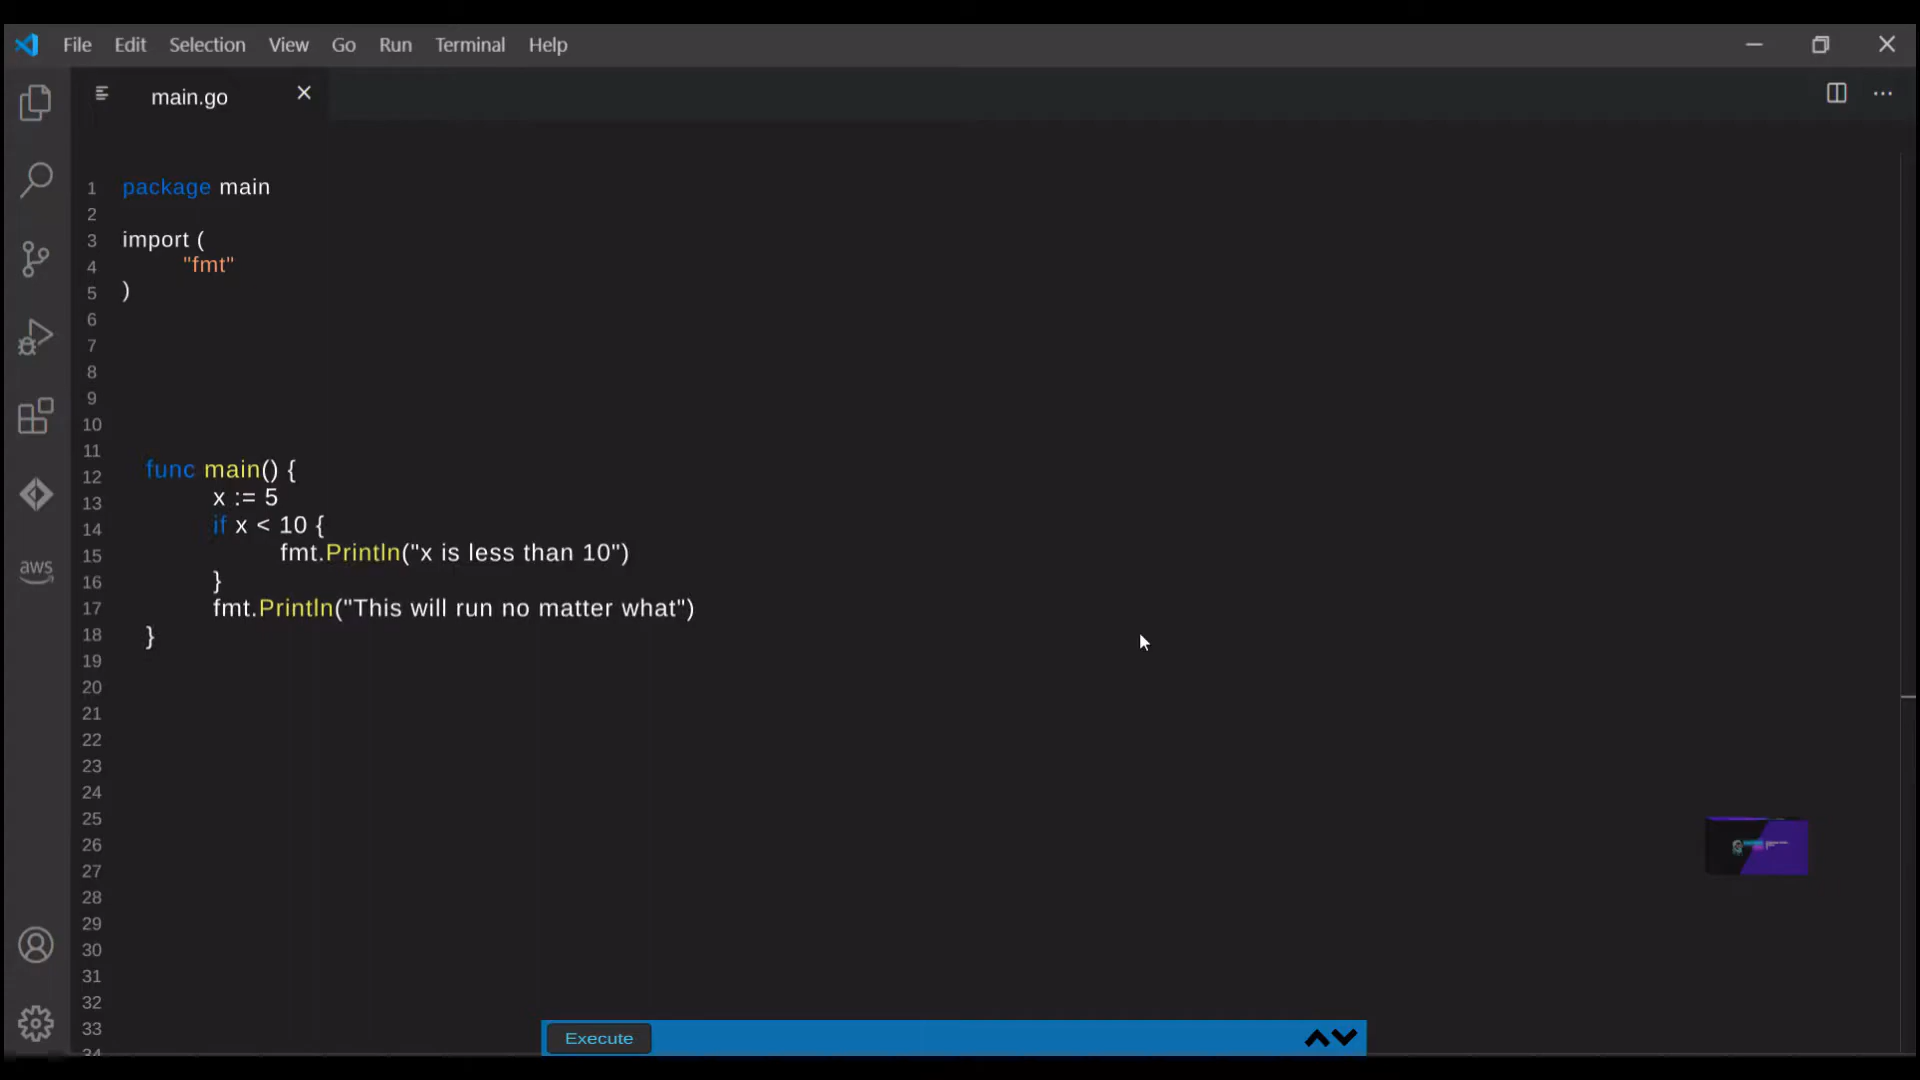 File Edit Selection View Go Run Terminal Help
main.go
1 package main
2
3 import (
4 "fmt"
5 )
6
7
8
9
10
11
12 func main() {
13 x := 5
14 if x < 10 {
15 fmt.Println("x is less than 10")
16 }
17 fmt.Println("This will run no matter what")
18 }
19
20
21
22
23
24
25
26
27
28
29
30
31
32
33
34
aws
Execute